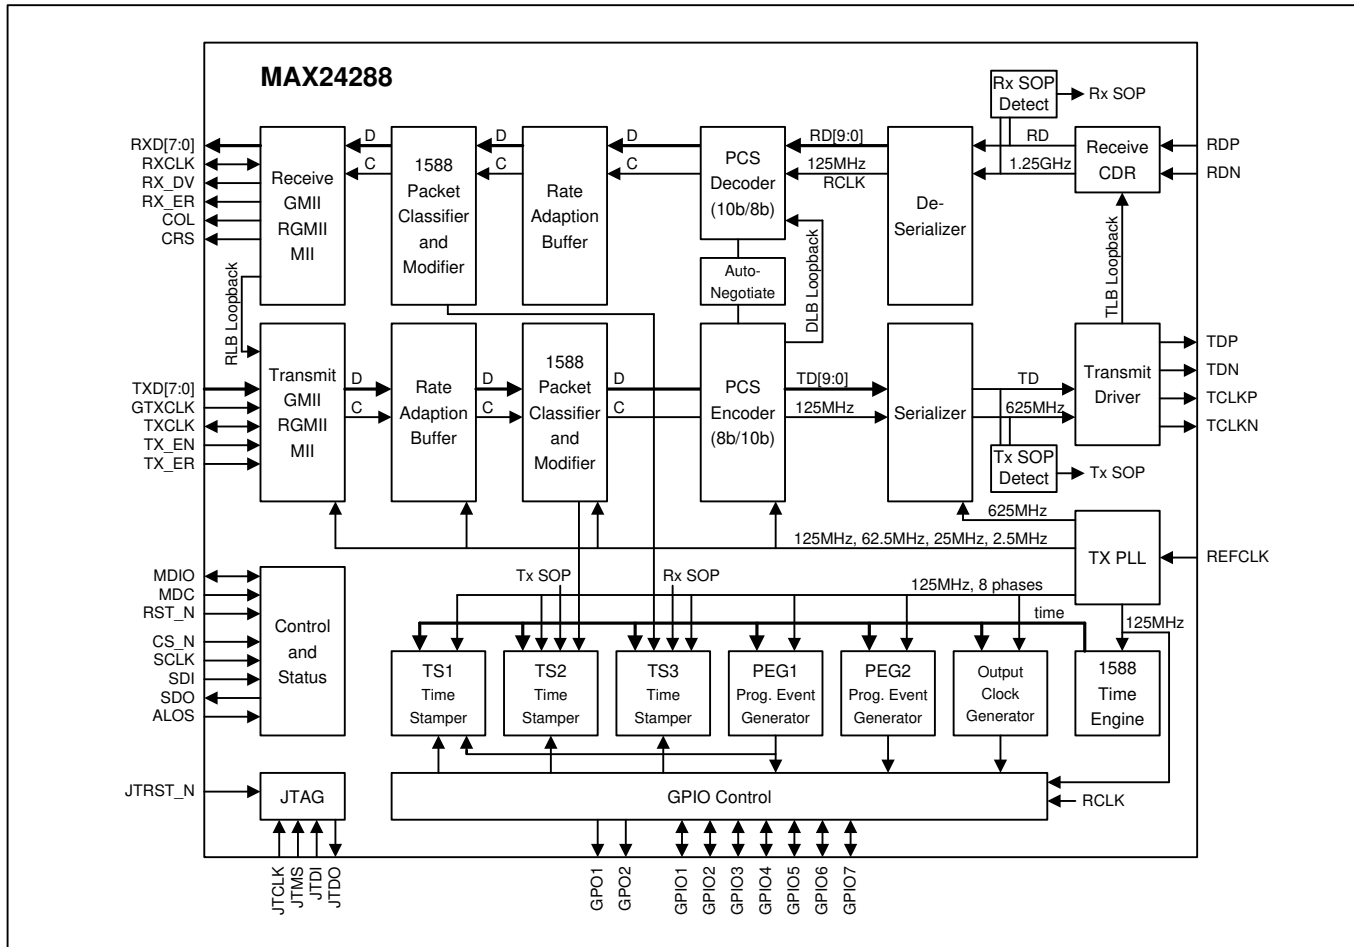 MAX24288
Rx SOP
Detect
Rx SOP
RXD[7:0]
RXCLK
RX_DV
RX_ER
COL
CRS
Receive
GMII
RGMII
MII
D
C
1588
Packet
Classifier
and
Modifier
D
C
Rate
Adaption
Buffer
D
C
PCS
Decoder
(10b/8b)
RD[9:0]
125MHz
RCLK
De-
Serializer
RD
1.25GHz
Receive
CDR
RDP
RDN
Auto-
Negotiate
RLB Loopback
DLB Loopback
TLB Loopback
TXD[7:0]
GTXCLK
TXCLK
TX_EN
TX_ER
Transmit
GMII
RGMII
MII
D
C
Rate
Adaption
Buffer
D
C
1588
Packet
Classifier
and
Modifier
D
C
PCS
Encoder
(8b/10b)
TD[9:0]
125MHz
Serializer
TD
625MHz
Transmit
Driver
TDP
TDN
TCLKP
TCLKN
Tx SOP
Detect
Tx SOP
625MHz
125MHz, 62.5MHz, 25MHz, 2.5MHz
TX PLL
REFCLK
MDIO
MDC
RST_N
CS_N
SCLK
SDI
SDO
ALOS
Control
and
Status
Tx SOP
Rx SOP
125MHz, 8 phases
time
125MHz
TS1
Time
Stamper
TS2
Time
Stamper
TS3
Time
Stamper
PEG1
Prog. Event
Generator
PEG2
Prog. Event
Generator
Output
Clock
Generator
1588
Time
Engine
JTRST_N
JTAG
GPIO Control
RCLK
JTCLK
JTMS
JTDI
JTDO
GPO1
GPO2
GPIO1
GPIO2
GPIO3
GPIO4
GPIO5
GPIO6
GPIO7